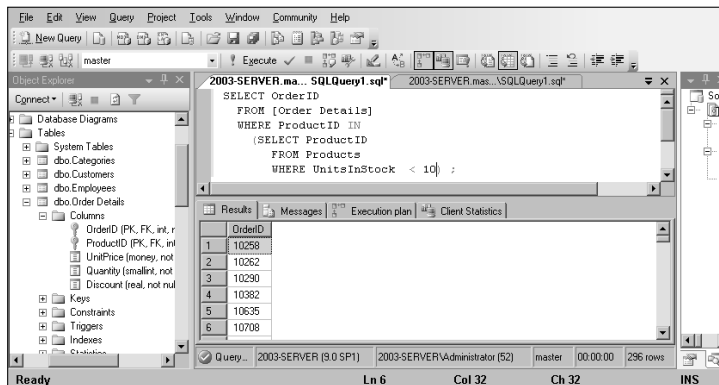 File Edit View Query Project Tools Window Community Help
New Query
master Execute
Object Explorer
2003-SERVER.ma... SQLQuery1.sql* 2003-SERVER.mas...\SQLQuery1.sql*
Connect
Database Diagrams
Tables
System Tables
dbo.Categories
dbo.Customers
dbo.Employees
dbo.Order Details
Columns
OrderID (PK, FK, int, r
ProductID (PK, FK, int
UnitPrice (money, not
Quantity (smallint, not
Discount (real, not nul
Keys
Constraints
Triggers
Indexes
Statistics
SELECT OrderID
FROM [Order Details]
WHERE ProductID IN
(SELECT ProductID
FROM Products
WHERE UnitsInStock < 10) ;
Results Messages Execution plan Client Statistics
OrderID
1 10258
2 10262
3 10290
4 10382
5 10635
6 10708
Query... 2003-SERVER (9.0 SP1) 2003-SERVER\Administrator (52) master 00:00:00 296 rows
So
Ready Ln 6 Col 32 Ch 32 INS